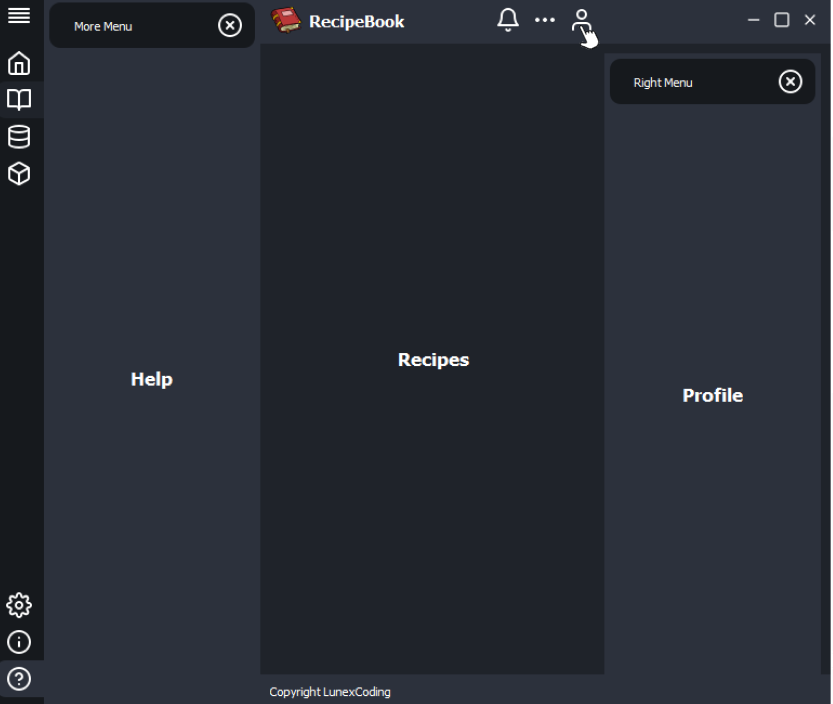 More Menu
RecipeBook
Right Menu
Recipes
Help
Profile
Copyright LunexCoding